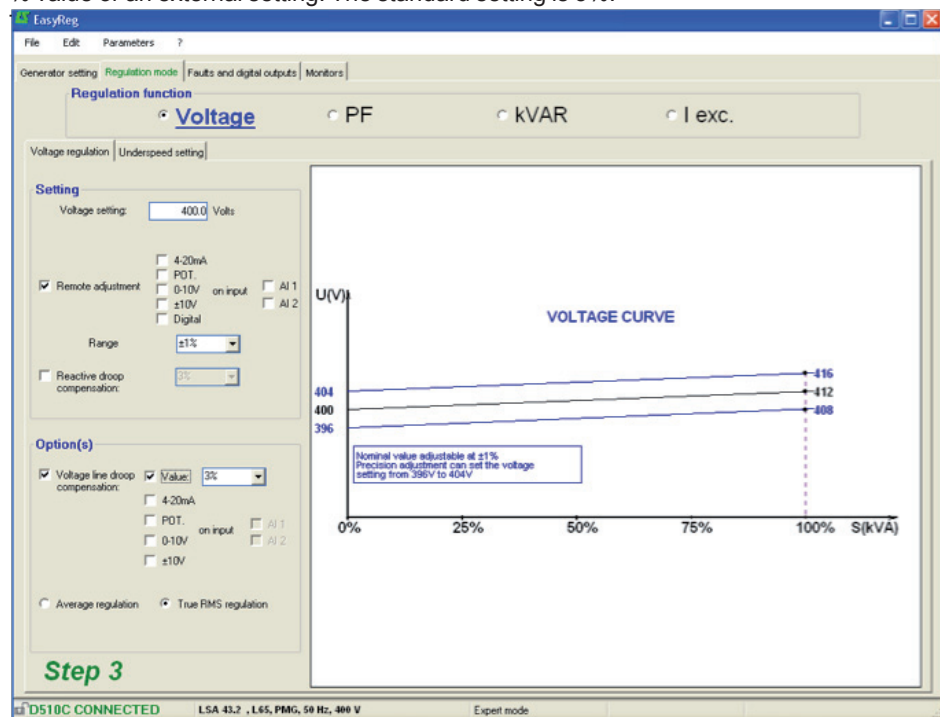 EasyReg
File Edit Parameters ?
Generator setting Regulation mode Faults and digital outputs Monitors
Regulation function
Voltage PF kVAR I exc.
Voltage regulation Underspeed setting
Setting
Voltage setting: 400.0 Volts
4-20mA
POT.
Remote adjustment 0-10V on input AI 1
±10V AI 2
Digital
Range ±1%
Reactive droop compensation: 3%
Option(s)
Voltage line droop compensation: Value: 3%
4-20mA
POT. on input AI 1
0-10V AI 2
±10V
Average regulation True RMS regulation
Step 3
U(V)
VOLTAGE CURVE
404 416
400 412
396 408
Nominal value adjustable at ±1%
Precision adjustment can set the voltage
setting from 396V to 404V
0% 25% 50% 75% 100% S(kVA)
D510C CONNECTED LSA 43.2 , L65, PMG, 50 Hz, 400 V Expert mode